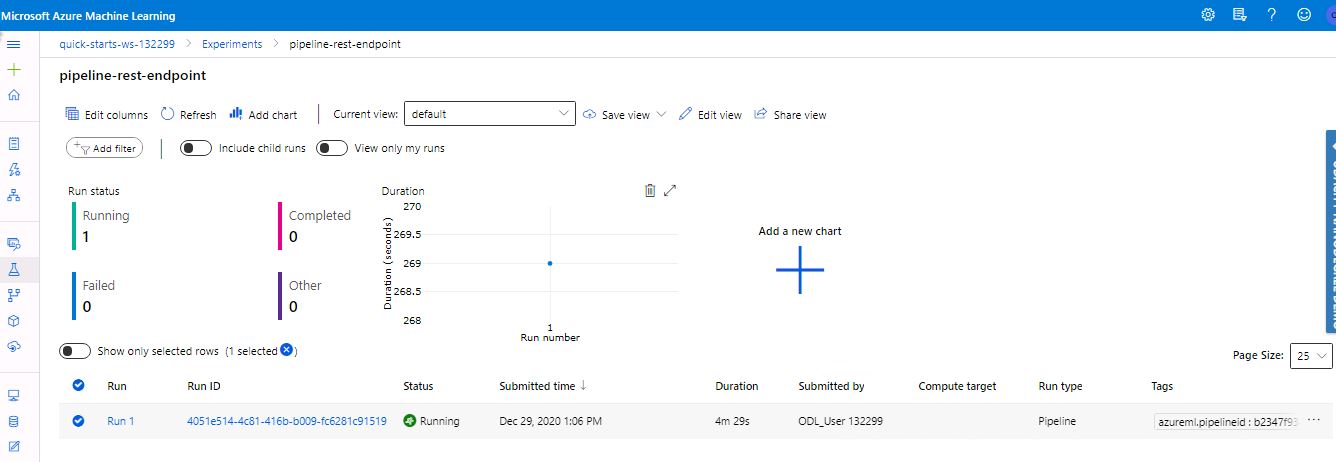 Microsoft Azure Machine Learning
quick-starts-ws-132299 > Experiments > pipeline-rest-endpoint
pipeline-rest-endpoint
Edit columns Refresh Add chart Current view: default Save view Edit view Share view
Add filter Include child runs View only my runs
Run status
Running
1
Completed
0
Failed
0
Other
0
Duration
Duration (seconds)
270
269.5
269
268.5
268
1
Run number
Add a new chart
Show only selected rows (1 selected )
Page Size: 25
Run Run ID Status Submitted time ↓ Duration Submitted by Compute target Run type Tags
Run 1 4051e514-4c81-416b-b009-fc6281c91519 Running Dec 29, 2020 1:06 PM 4m 29s ODL_User 132299 Pipeline azureml.pipelineid : b2347f93 ...